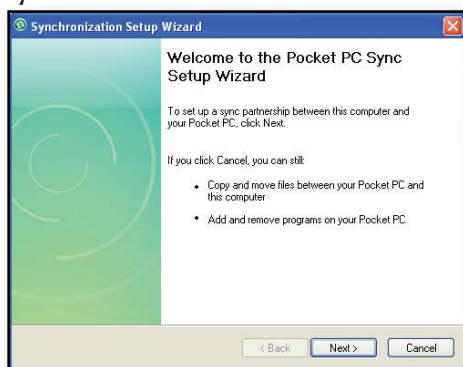 Synchronization Setup Wizard
Welcome to the Pocket PC Sync
Setup Wizard
To set up a sync partnership between this computer and
your Pocket PC, click Next.
If you click Cancel, you can still:
• Copy and move files between your Pocket PC and
this computer
• Add and remove programs on your Pocket PC
< Back
Next >
Cancel